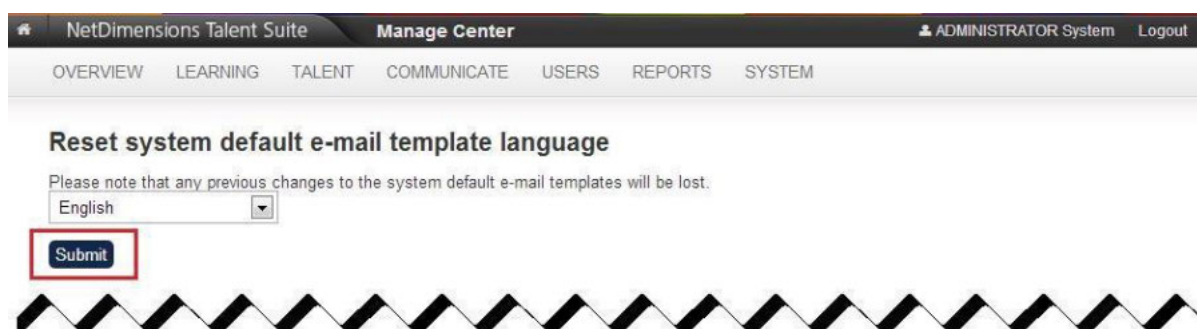 NetDimensions Talent Suite Manage Center ADMINISTRATOR System Logout
OVERVIEW LEARNING TALENT COMMUNICATE USERS REPORTS SYSTEM
Reset system default e-mail template language
Please note that any previous changes to the system default e-mail templates will be lost.
English
Submit